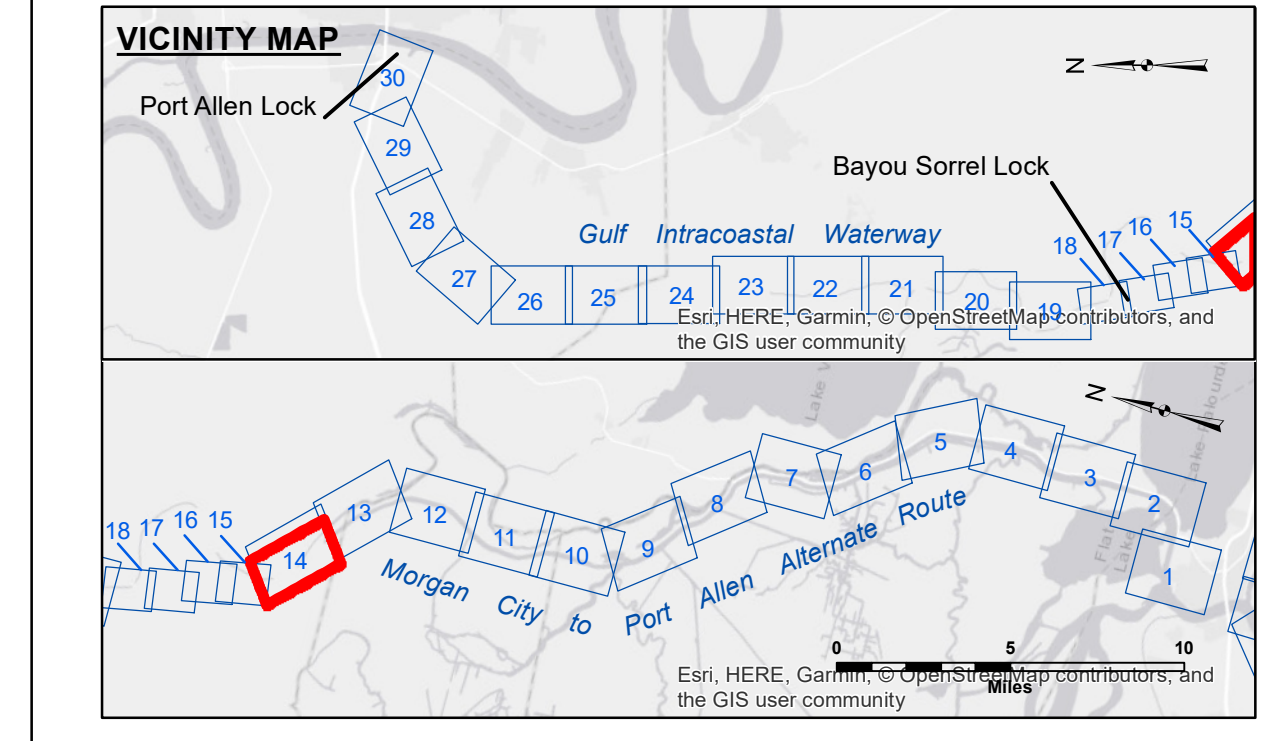 VICINITY MAP
N
30
Port Allen Lock
29
Bayou Sorrel Lock
28
15
16
Gulf Intracoastal Waterway
17
18
27
26
25
24
23
22
21
20
19
Esri, HERE, Garmin, © OpenStreetMap contributors, and
the GIS user community
N
Lake Palourde
5
4
7
6
3
8
2
13
12
16
15
17
18
11
9
10
14
1
Flat
Lake
Morgan City to Port Allen Alternate Route
0
5
10
Miles
Esri, HERE, Garmin, © OpenStreetMap contributors, and
the GIS user community